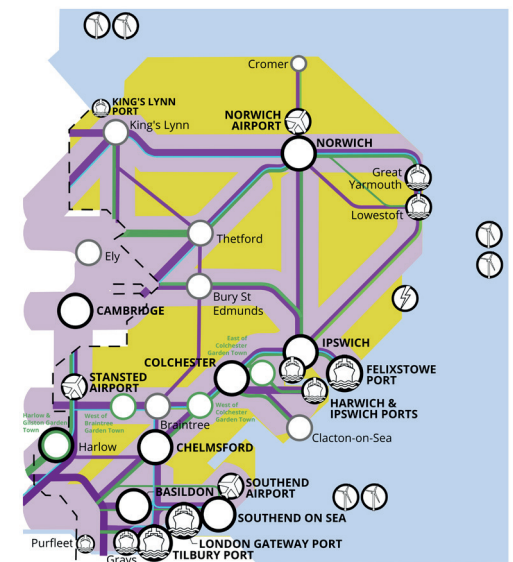 Cromer
KING'S LYNN
PORT
King's Lynn
NORWICH
AIRPORT
NORWICH
Great
Yarmouth
Lowestoft
Thetford
Ely
Bury St
Edmunds
CAMBRIDGE
East of
Colchester
Garden Town
IPSWICH
COLCHESTER
FELIXSTOWE
PORT
STANSTED
AIRPORT
HARWICH &
IPSWICH PORTS
Harlow &
Gilston Garden
Town
West of
Braintree
Garden Town
Braintree
West of
Colchester
Garden Town
Clacton-on-Sea
Harlow
CHELMSFORD
BASILDON
SOUTHEND
AIRPORT
SOUTHEND ON SEA
LONDON GATEWAY PORT
Purfleet
TILBURY PORT
Grays